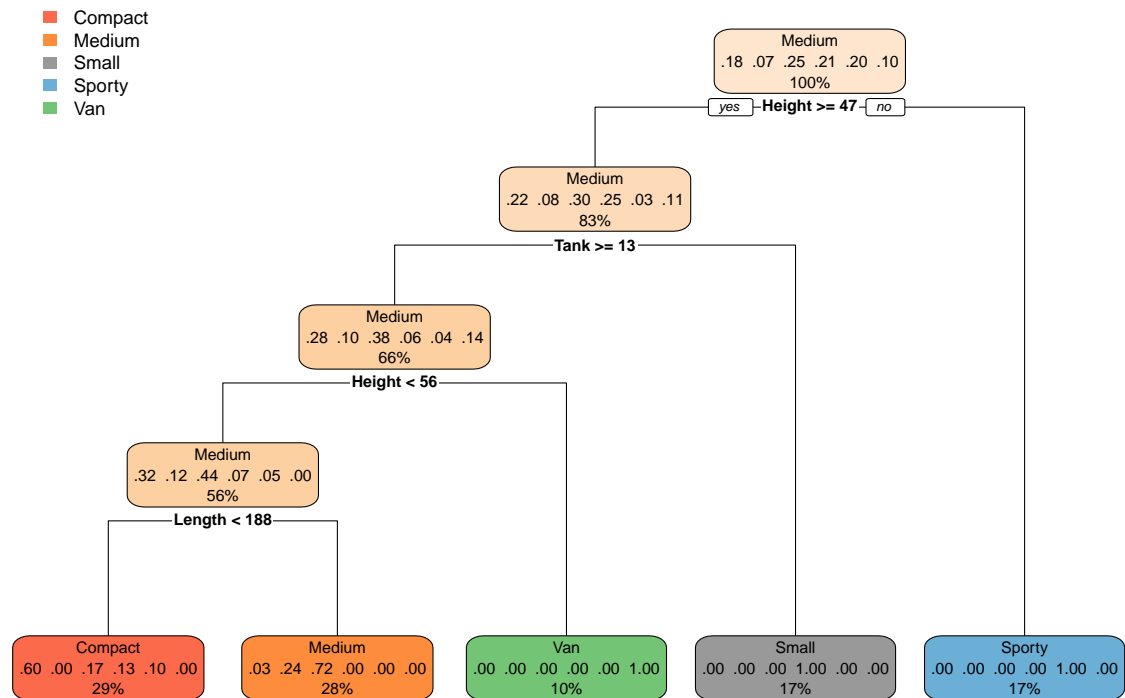 Compact
Medium
Small
Sporty
Van
Medium
.18 .07 .25 .21 .20 .10
100%
yes Height >= 47 no
Medium
.22 .08 .30 .25 .03 .11
83%
Tank >= 13
Medium
.28 .10 .38 .06 .04 .14
66%
Height < 56
Medium
.32 .12 .44 .07 .05 .00
56%
Length < 188
Compact
.60 .00 .17 .13 .10 .00
29%
Medium
.03 .24 .72 .00 .00 .00
28%
Van
.00 .00 .00 .00 .00 1.00
10%
Small
.00 .00 .00 1.00 .00 .00
17%
Sporty
.00 .00 .00 .00 1.00 .00
17%